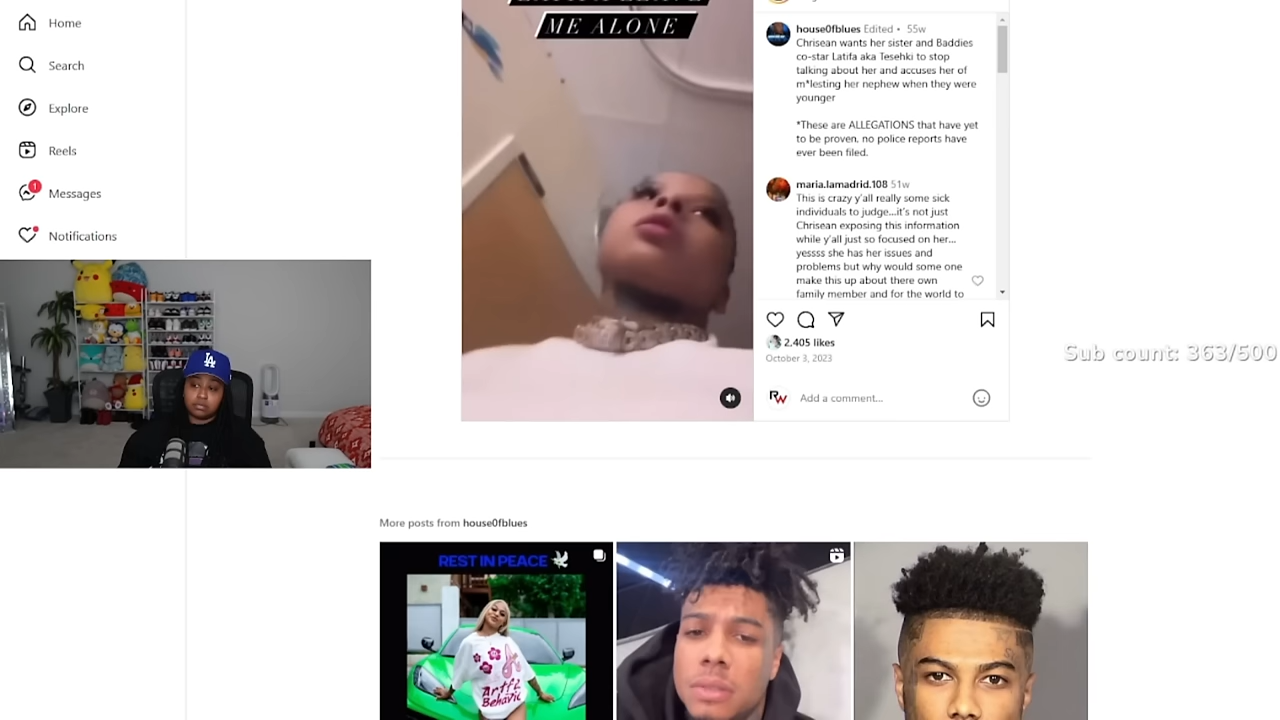 Home
Search
Explore
Reels
1
Messages
Notifications
ME ALONE
house0fblues Edited • 55w
Chrisean wants her sister and Baddies
co-star Latifa aka Tesehki to stop
talking about her and accuses her of
m*lesting her nephew when they were
younger
*These are ALLEGATIONS that have yet
to be proven, no police reports have
ever been filed.
maria.lamadrid.108 51w
This is crazy y'all really some sick
individuals to judge...it's not just
Chrisean exposing this information
while y'all just so focused on her...
yessss she has her issues and
problems but why would some one
make this up about there own
family member and for the world to
2,405 likes
October 3, 2023
RW
Add a comment...
Sub count: 363/500
LA
More posts from house0fblues
REST IN PEACE